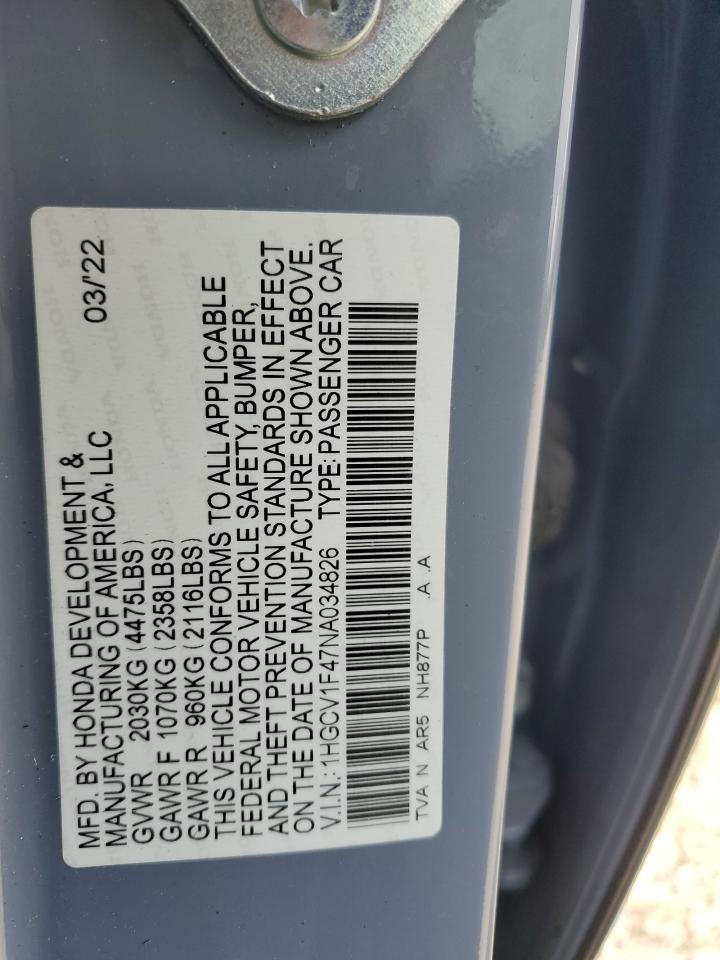 MFD. BY HONDA DEVELOPMENT & 03/'22
MANUFACTURING OF AMERICA, LLC
GVWR 2030KG (4475LBS)
GAWR F 1070KG (2358LBS)
GAWR R 960KG (2116LBS)
THIS VEHICLE CONFORMS TO ALL APPLICABLE
FEDERAL MOTOR VEHICLE SAFETY, BUMPER,
AND THEFT PREVENTION STANDARDS IN EFFECT
ON THE DATE OF MANUFACTURE SHOWN ABOVE.
V.I.N.: 1HGCV1F47NA034826 TYPE: PASSENGER CAR
TVA N AR5 NH877P .A .A